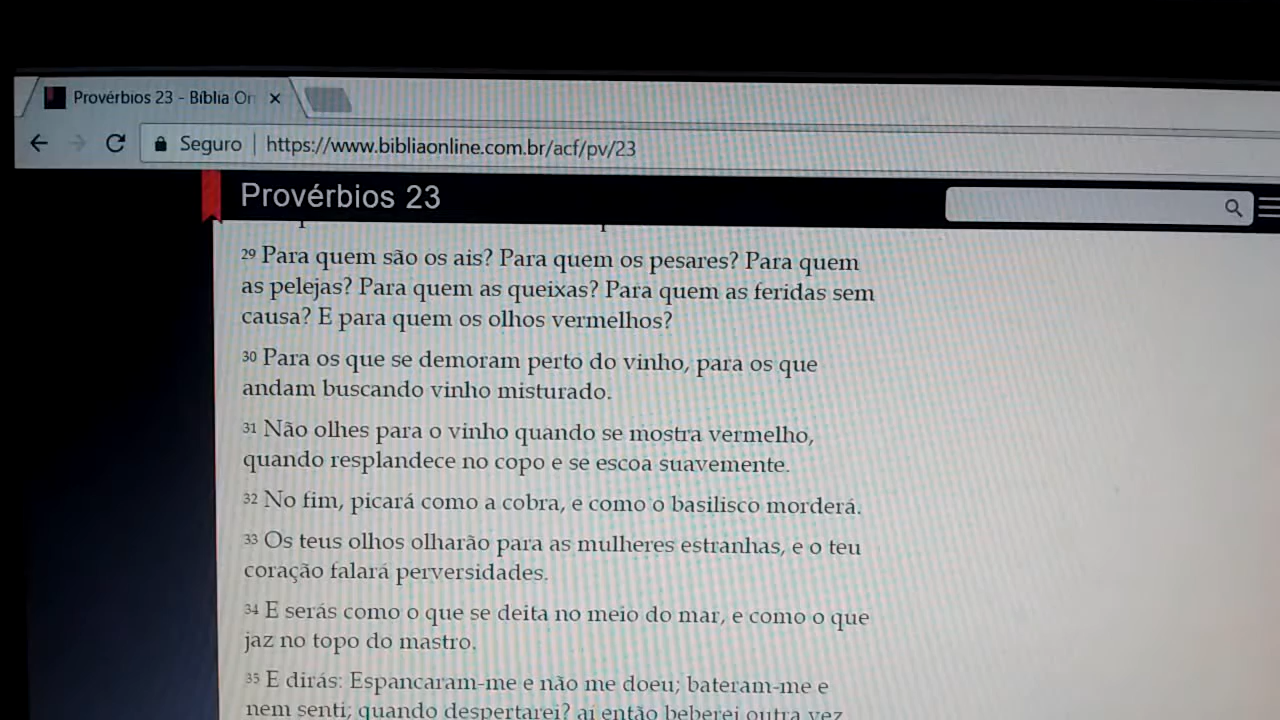 Provérbios 23 - Bíblia On
Seguro
https://www.bibliaonline.com.br/acf/pv/23
Provérbios 23
29 Para quem são os ais? Para quem os pesares? Para quem
as pelejas? Para quem as queixas? Para quem as feridas sem
causa? E para quem os olhos vermelhos?
30 Para os que se demoram perto do vinho, para os que
andam buscando vinho misturado.
31 Não olhes para o vinho quando se mostra vermelho,
quando resplandece no copo e se escoa suavemente.
32 No fim, picará como a cobra, e como o basilisco morderá.
33 Os teus olhos olharão para as mulheres estranhas, e o teu
coração falará perversidades.
34 E serás como o que se deita no meio do mar, e como o que
jaz no topo do mastro.
35 E dirás: Espancaram-me e não me doeu; bateram-me e
nem senti; quando despertarei? aí então beberei outra vez